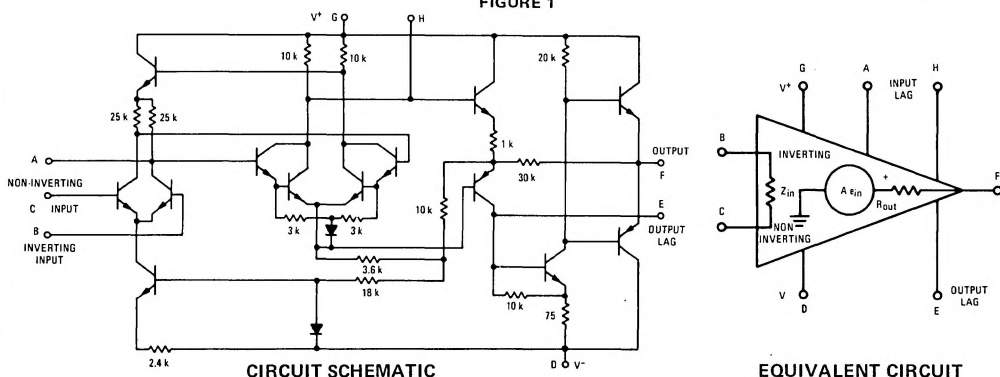 FIGURE 1
V+ G H
10 k
10 k
20 k
25 k
25 k
A
NON-INVERTING
C INPUT
B
INVERTING
INPUT
3 k
3 k
3.6 k
18 k
2.4 k
1 k
30 k
10 k
10 k
75
OUTPUT
F
E
OUTPUT
LAG
D V-
CIRCUIT SCHEMATIC
G
A
H
V+
INPUT
LAG
B
INVERTING
Zin
A ein
+
Rout
F
C
NON
INVERTING
V
D
OUTPUT
LAG
E
EQUIVALENT CIRCUIT